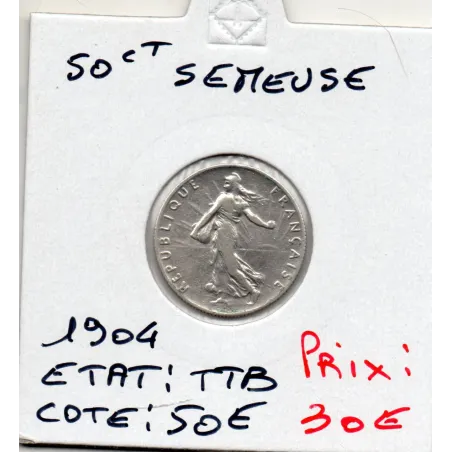 50cT SEMEUSE
REPUBLIQUE FRANÇAISE
1904
ETAT: TTB
COTE: 50€
PRiX:
30€